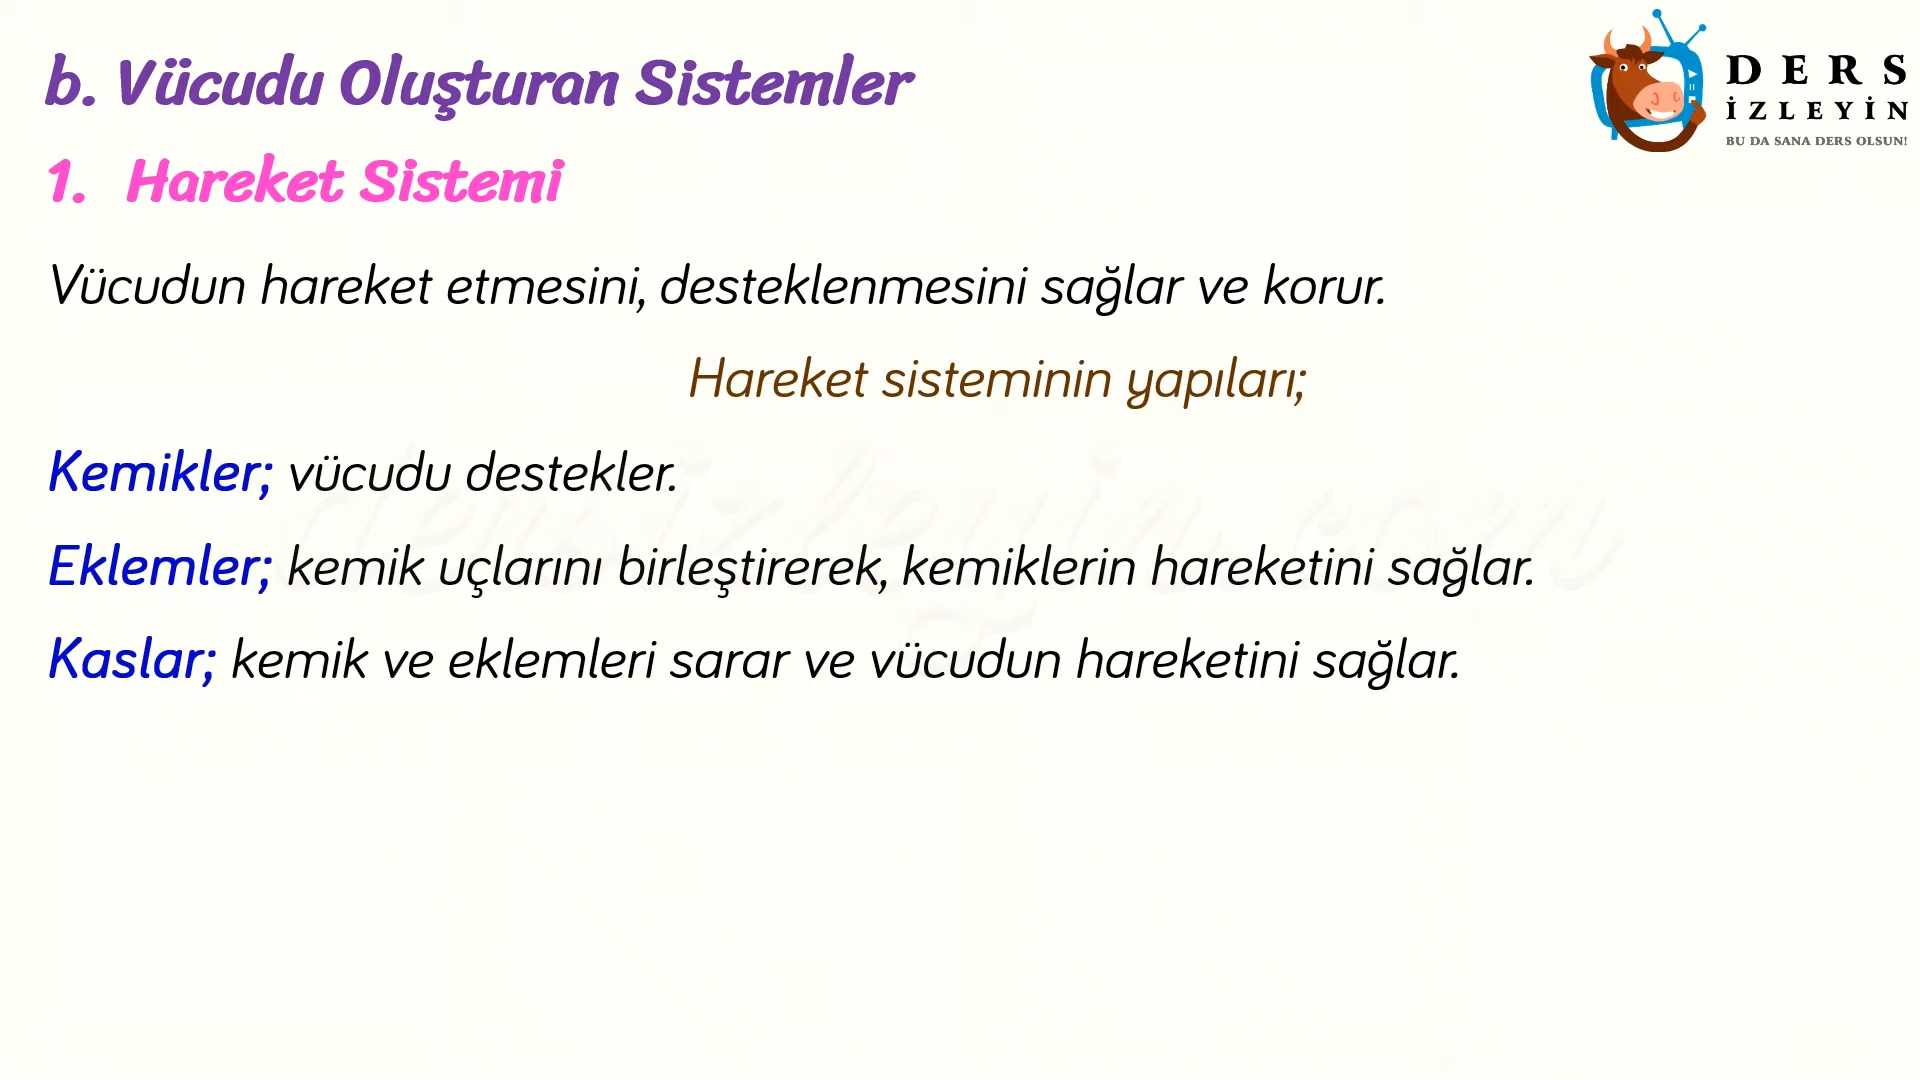 b. Vücudu Oluşturan Sistemler
DERS
İZLEYİN
BU DA SANA DERS OLSUN!
1. Hareket Sistemi
Vücudun hareket etmesini, desteklenmesini sağlar ve korur.
Hareket sisteminin yapıları;
Kemikler; vücudu destekler.
Eklemler; kemik uçlarını birleştirerek, kemiklerin hareketini sağlar.
Kaslar; kemik ve eklemleri sarar ve vücudun hareketini sağlar.
dersizleyin.com